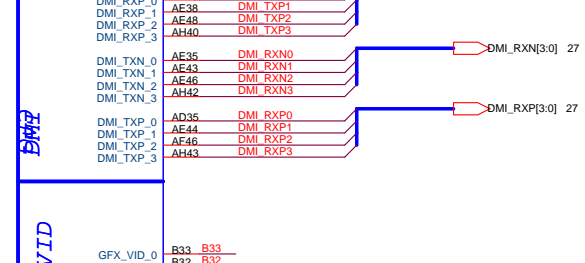 DMI_RXP_0
DMI_RXP_1 AE38 DMI_TXP1
DMI_RXP_2 AE48 DMI_TXP2
DMI_RXP_3 AH40 DMI_TXP3
DMI_TXN_0 AE35 DMI_RXN0
DMI_TXN_1 AE43 DMI_RXN1
DMI_TXN_2 AE46 DMI_RXN2
DMI_TXN_3 AH42 DMI_RXN3
DMI_RXN[3:0] 27
DMI_TXP_0 AD35 DMI_RXP0
DMI_TXP_1 AE44 DMI_RXP1
DMI_TXP_2 AF46 DMI_RXP2
DMI_TXP_3 AH43 DMI_RXP3
DMI_RXP[3:0] 27
DMI
VID
GFX_VID_0 B33 B33
B32 B32